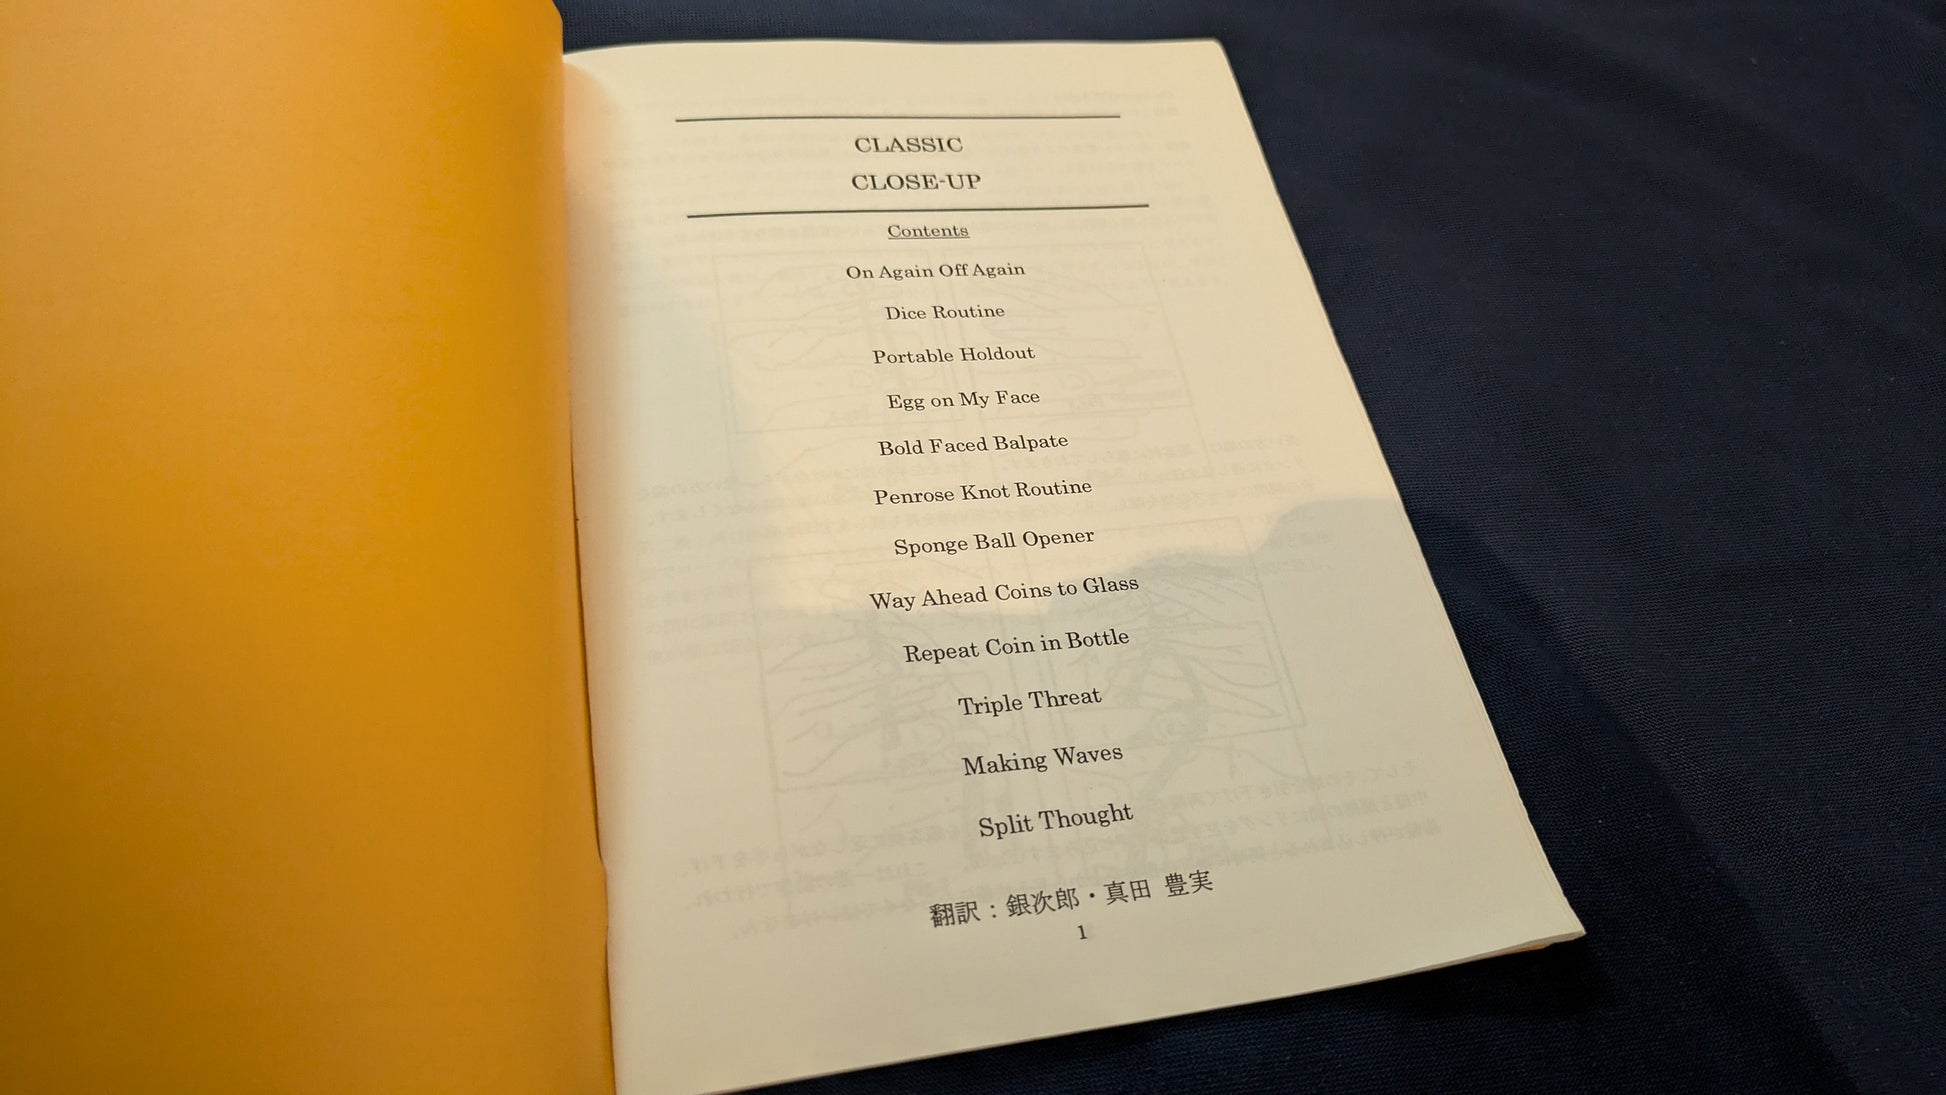 CLASSIC
CLOSE-UP
Contents
On Again Off Again
Dice Routine
Portable Holdout
Egg on My Face
Bold Faced Balpate
Penrose Knot Routine
Sponge Ball Opener
Way Ahead Coins to Glass
Repeat Coin in Bottle
Triple Threat
Making Waves
Split Thought
翻訳：銀次郎・真田 豊実
1